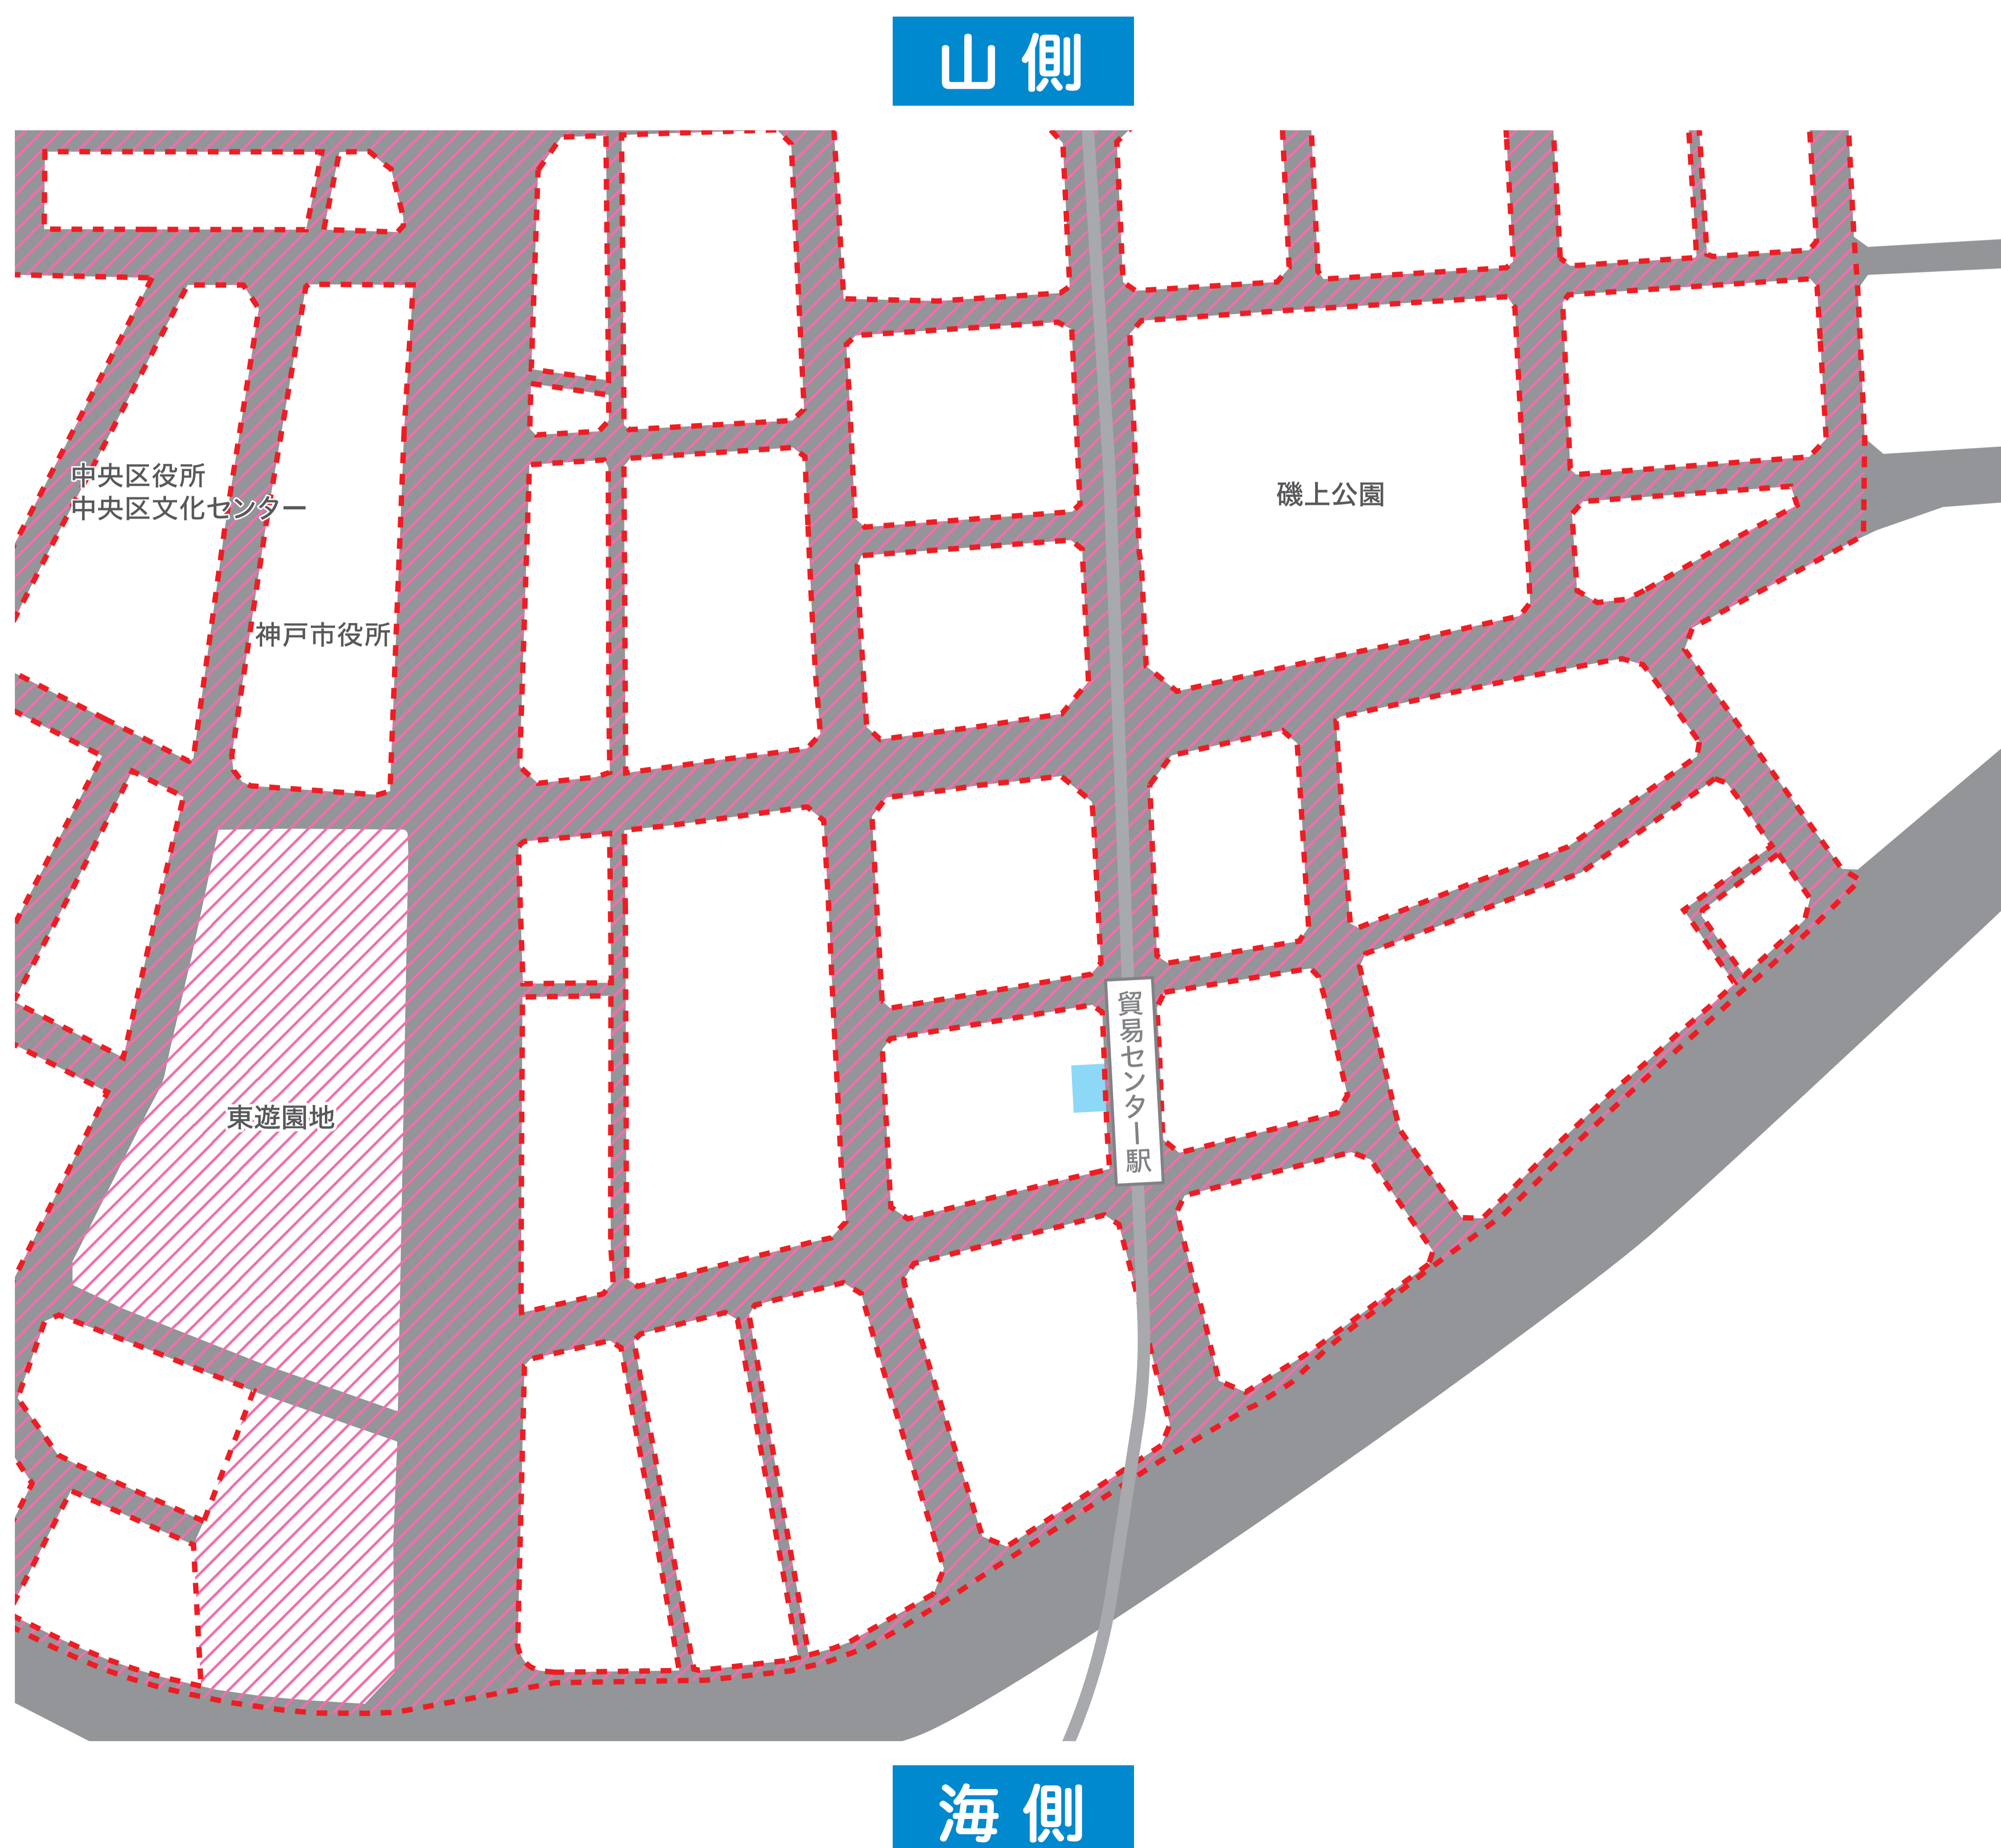 山側
中央区役所
中央区文化センター
磯上公園
神戸市役所
貿易センター駅
東遊園地
海側